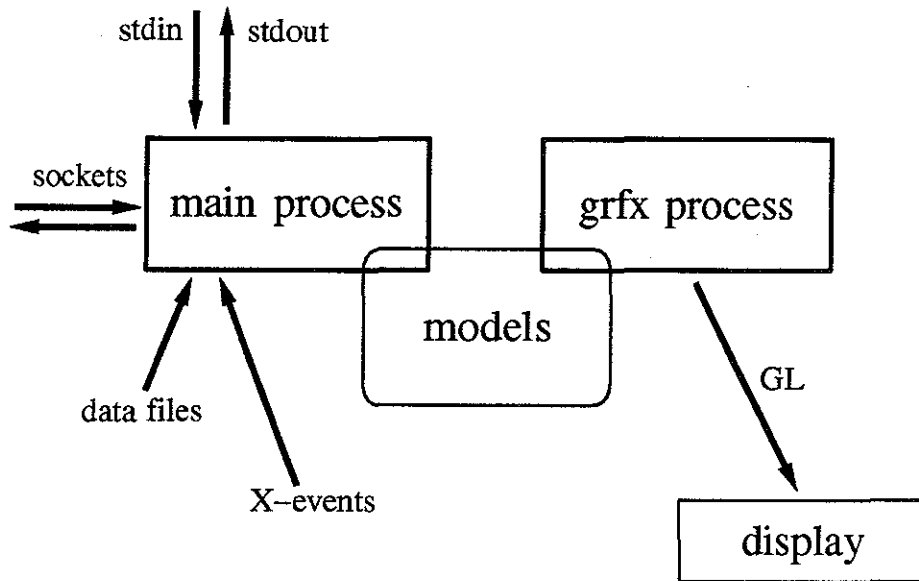 stdin
stdout
sockets
main process
grfx process
models
data files
GL
X-events
display